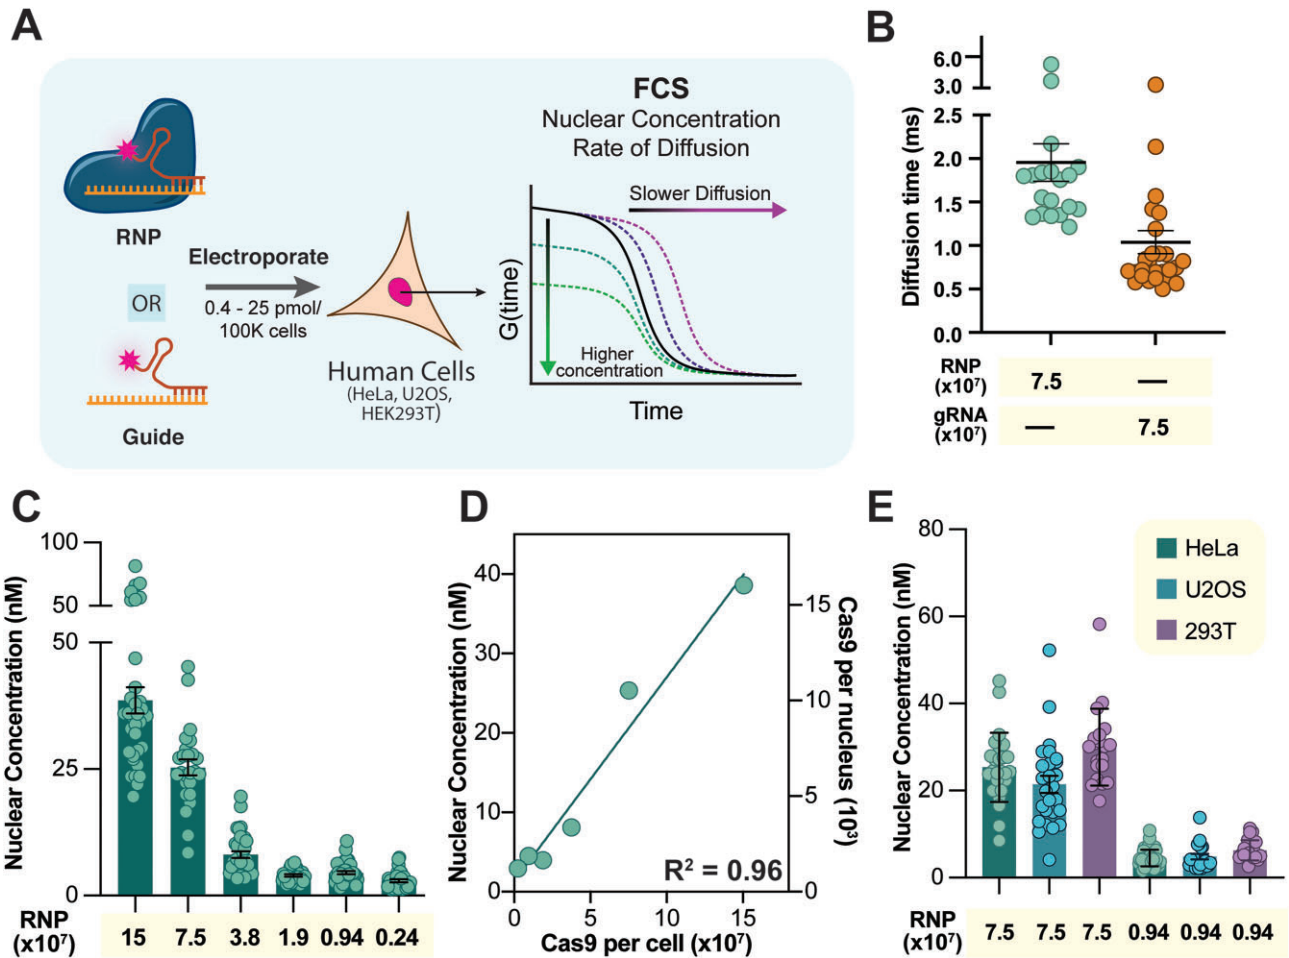 A
RNP
OR
Guide
Electroporate
0.4 - 25 pmol/
100K cells
Human Cells
(HeLa, U2OS,
HEK293T)
FCS
Nuclear Concentration
Rate of Diffusion
Slower Diffusion
G(time)
Higher
concentration
Time
B
Diffusion time (ms)
6.0
3.0
2.5
2.0
1.5
1.0
0.5
0.0
RNP
(x10⁷)
7.5
—
gRNA
(x10⁷)
—
7.5
C
Nuclear Concentration (nM)
100
50
50
25
0
RNP
(x10⁷)
15 7.5 3.8 1.9 0.94 0.24
D
Nuclear Concentration (nM)
40
30
20
10
0
Cas9 per nucleus (10³)
15
10
5
0
R² = 0.96
0 5 10 15
Cas9 per cell (x10⁷)
E
Nuclear Concentration (nM)
80
60
40
20
0
HeLa
U2OS
293T
RNP
(x10⁷)
7.5 7.5 7.5 0.94 0.94 0.94